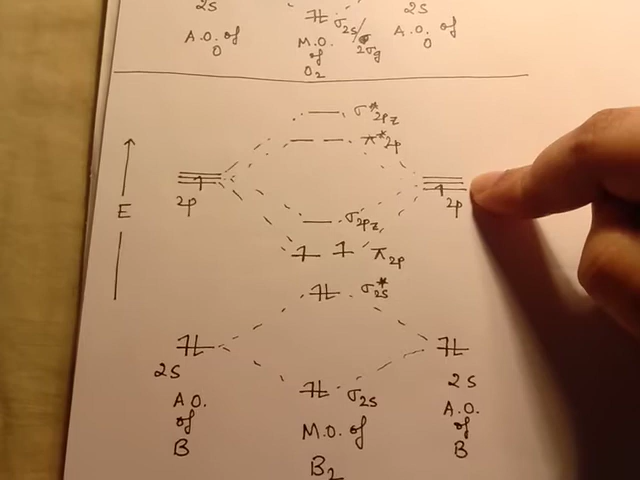 2S σ2s/σ 2σg 2S
A.O. of O M.O. of O2 A.O. of O
σ*2pz
π*2p
2p 2p
E
σ2pz
π2p
σ*2s
2S σ2s 2S
A.O. of B M.O. of B2 A.O. of B